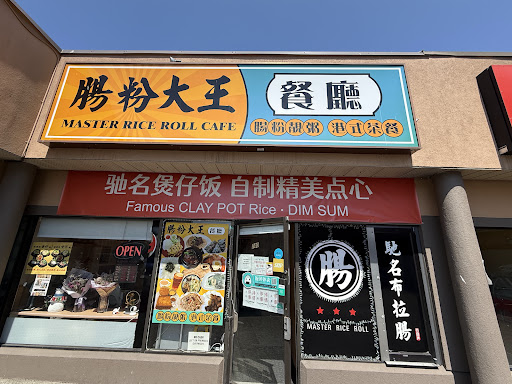 腸粉大王
MASTER RICE ROLL CAFE
餐廳
腸粉靚粥 港式茶餐
驰名煲仔饭 自制精美点心
Famous CLAY POT Rice · DIM SUM
OPEN
腸粉大王 餐廳
腸
★ ★ ★
MASTER RICE ROLL
馳名布拉腸